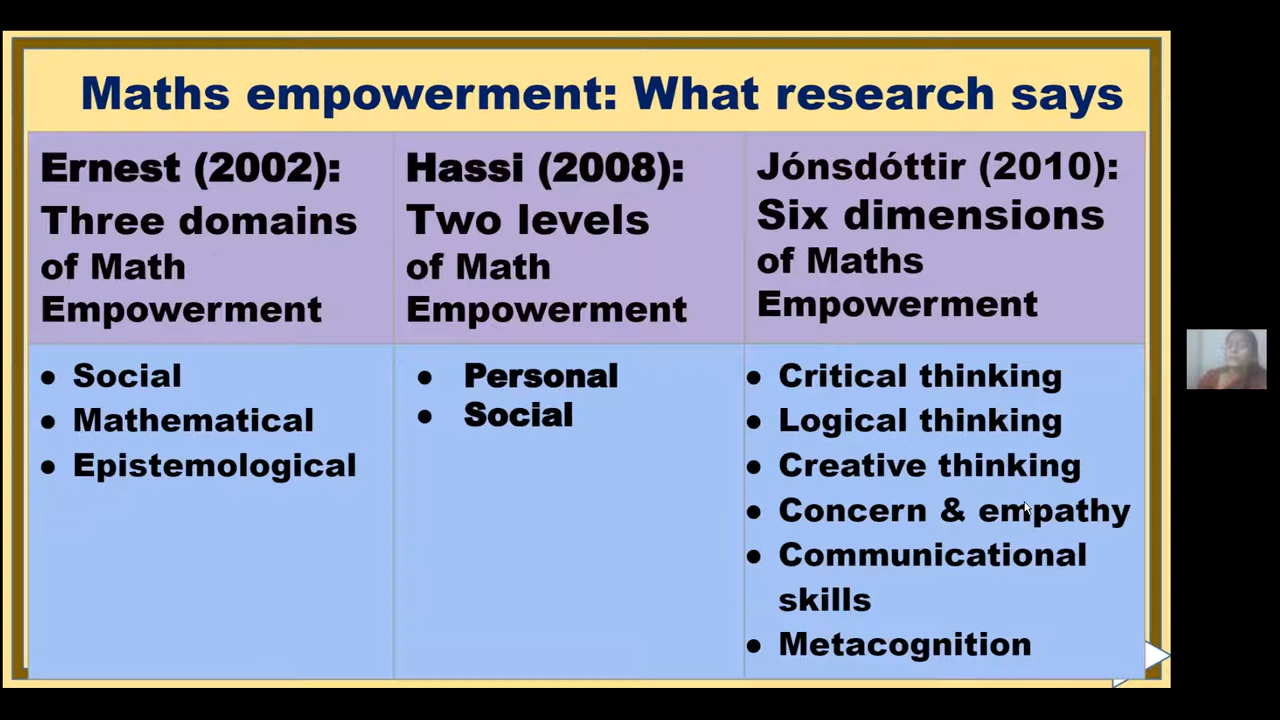 Maths empowerment: What research says
Ernest (2002):
Three domains
of Math
Empowerment
Hassi (2008):
Two levels
of Math
Empowerment
Jónsdóttir (2010):
Six dimensions
of Maths
Empowerment
● Social
● Mathematical
● Epistemological
● Personal
● Social
● Critical thinking
● Logical thinking
● Creative thinking
● Concern & empathy
● Communicational
skills
● Metacognition